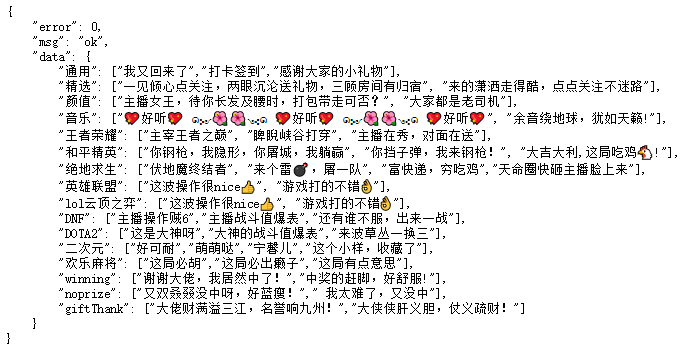 {
"error": 0,
"msg": "ok",
"data": {
"通用": ["我又回来了","打卡签到","感谢大家的小礼物"],
"精选": ["一见倾心点关注，两眼沉沦送礼物，三顾房间有归宿", "来的潇洒走得酷，点点关注不迷路"],
"颜值": ["主播女王，待你长发及腰时，打包带走可否？", "大家都是老司机"],
"音乐": ["💖好听💖 ೄ೨🌺🌸೨ೄ 💖好听💖 ೄ೨🌺🌸೨ೄ 💖好听💖", "余音绕地球，犹如天籁!"],
"王者荣耀": ["主宰王者之巅", "睥睨峡谷打穿", "主播在秀，对面在送"],
"和平精英": ["你钢枪，我隐形，你屠城，我躺赢", "你挡子弹，我来钢枪！", "大吉大利,这局吃鸡🐔!"],
"绝地求生": ["伏地魔终结者", "来个雷💣，屠一队", "富快递，穷吃鸡","天命圈快砸主播脸上来"],
"英雄联盟": ["这波操作很nice👍", "游戏打的不错👌"],
"lol云顶之弈": ["这波操作很nice👍", "游戏打的不错👌"],
"DNF": ["主播操作贼6","主播战斗值爆表","还有谁不服，出来一战"],
"DOTA2": ["这是大神呀","大神的战斗值爆表","来波草丛一换三"],
"二次元": ["好可耐","萌萌哒","宁馨儿","这个小样，收藏了"],
"欢乐麻将": ["这局必胡","这局必出癞子","这局有点意思"],
"winning": ["谢谢大佬，我居然中了！","中奖的赶脚，好舒服!"],
"noprize": ["又双叒叕没中呀，好蓝瘦！"," 我太难了，又没中"],
"giftThank": ["大佬财满溢三江，名誉响九州！","大侠侠肝义胆，仗义疏财！"]
}
}